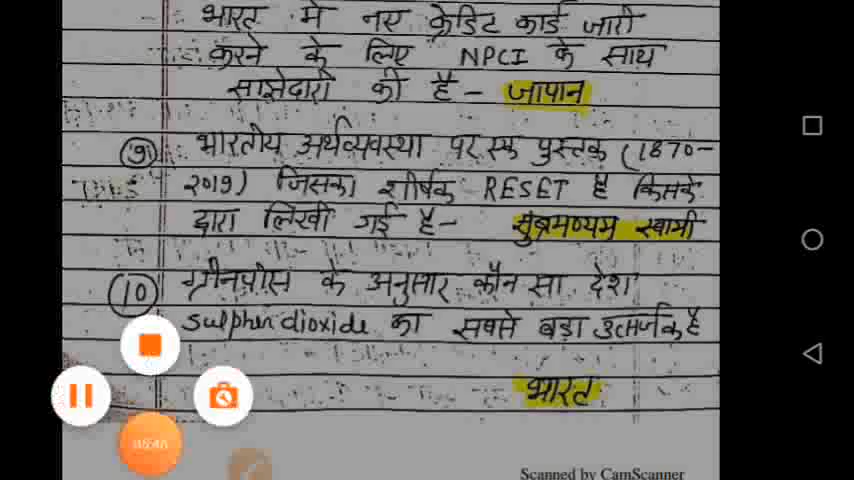 भारत में नए क्रेडिट कार्ड जारी
करने के लिए NPCI के साथ
साझेदारी की है - जापान
9 भारतीय अर्थव्यवस्था पर एक पुस्तक (1870-
2019) जिसका शीर्षक RESET है किसके
द्वारा लिखी गई है - सुब्रमण्यम स्वामी
10 ग्रीनपीस के अनुसार कौन सा देश
Sulpher dioxide का सबसे बड़ा उत्सर्जक है
भारत
Scanned by CamScanner